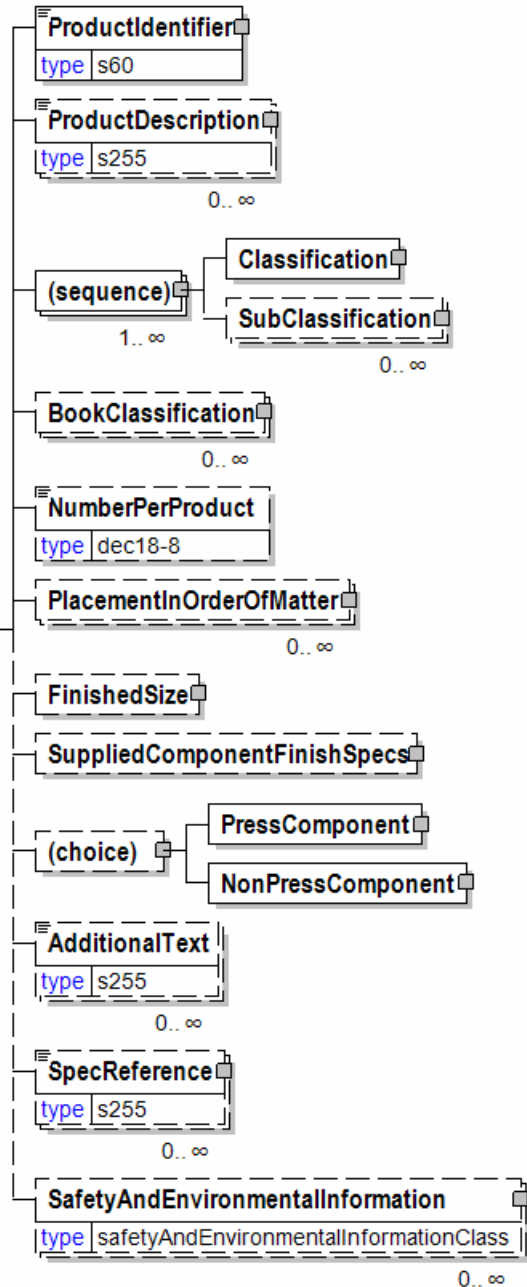 ProductIdentifier
type s60
ProductDescription
type s255
0.. ∞
Classification
(sequence)
SubClassification
1.. ∞
0.. ∞
BookClassification
0.. ∞
NumberPerProduct
type dec18-8
PlacementInOrderOfMatter
0.. ∞
FinishedSize
SuppliedComponentFinishSpecs
PressComponent
(choice)
NonPressComponent
AdditionalText
type s255
0.. ∞
SpecReference
type s255
0.. ∞
SafetyAndEnvironmentalInformation
type safetyAndEnvironmentalInformationClass
0.. ∞